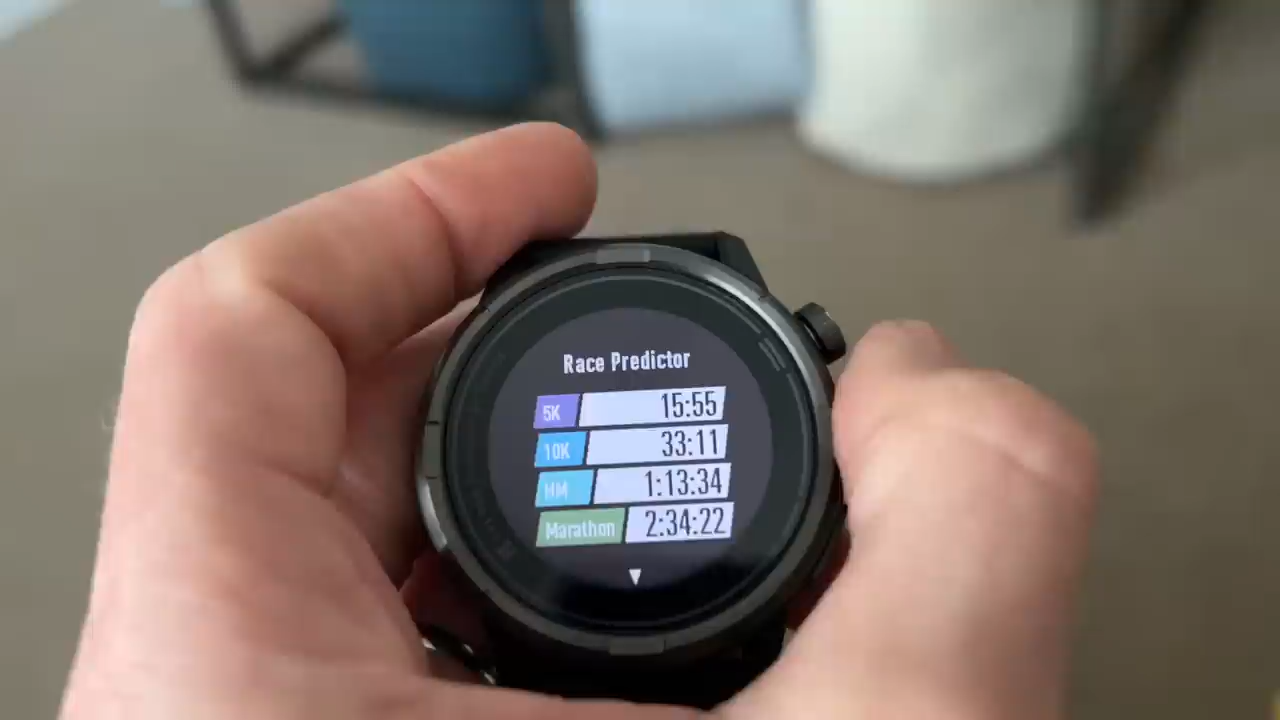 Race Predictor
5K 15:55
10K 33:11
HM 1:13:34
Marathon 2:34:22